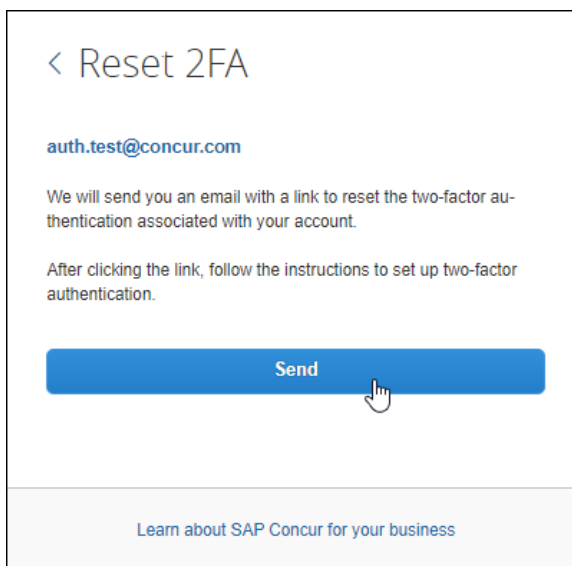 < Reset 2FA
auth.test@concur.com
We will send you an email with a link to reset the two-factor au-
thentication associated with your account.
After clicking the link, follow the instructions to set up two-factor
authentication.
Send
Learn about SAP Concur for your business